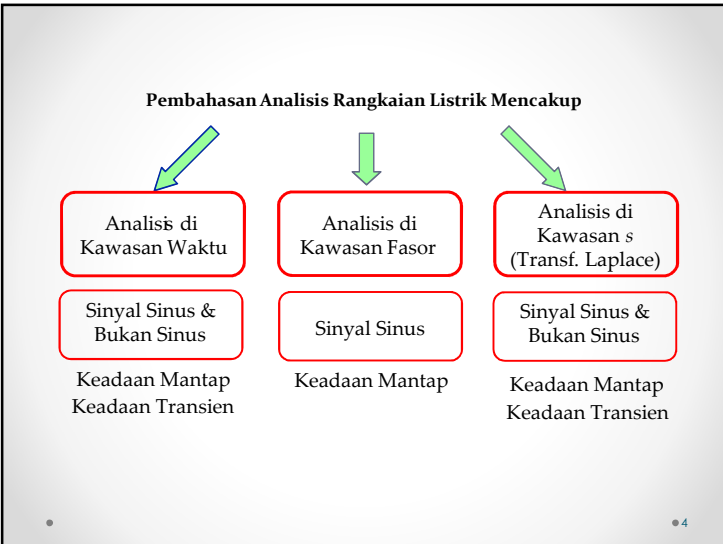 Pembahasan Analisis Rangkaian Listrik Mencakup
Analisis di
Kawasan Waktu
Sinyal Sinus &
Bukan Sinus
Keadaan Mantap
Keadaan Transien
Analisis di
Kawasan Fasor
Sinyal Sinus
Keadaan Mantap
Analisis di
Kawasan s
(Transf. Laplace)
Sinyal Sinus &
Bukan Sinus
Keadaan Mantap
Keadaan Transien
4